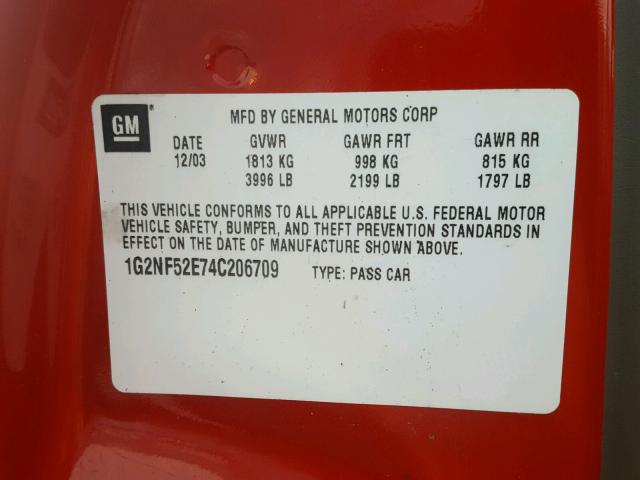 GM
MFD BY GENERAL MOTORS CORP
DATE GVWR GAWR FRT GAWR RR
12/03 1813 KG 998 KG 815 KG
3996 LB 2199 LB 1797 LB
THIS VEHICLE CONFORMS TO ALL APPLICABLE U.S. FEDERAL MOTOR
VEHICLE SAFETY, BUMPER, AND THEFT PREVENTION STANDARDS IN
EFFECT ON THE DATE OF MANUFACTURE SHOWN ABOVE.
1G2NF52E74C206709 TYPE: PASS CAR